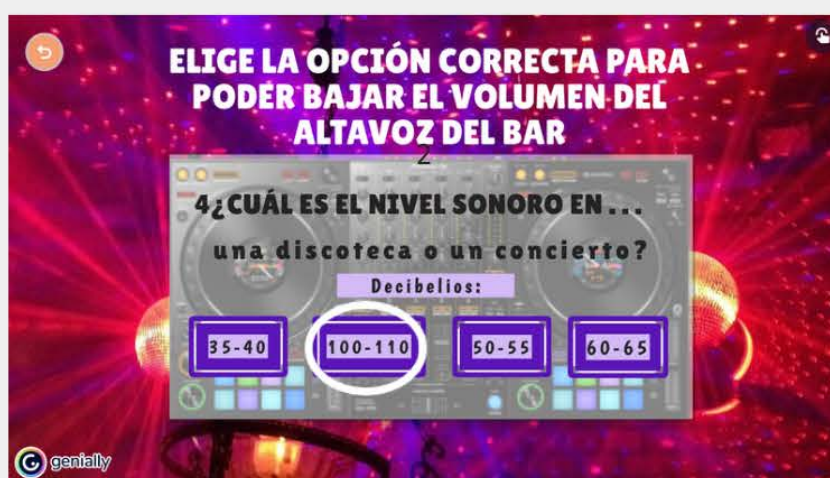 ELIGE LA OPCIÓN CORRECTA PARA
PODER BAJAR EL VOLUMEN DEL
ALTAVOZ DEL BAR
2
4¿CUÁL ES EL NIVEL SONORO EN...
una discoteca o un concierto?
Decibelios:
35-40 100-110 50-55 60-65
genially